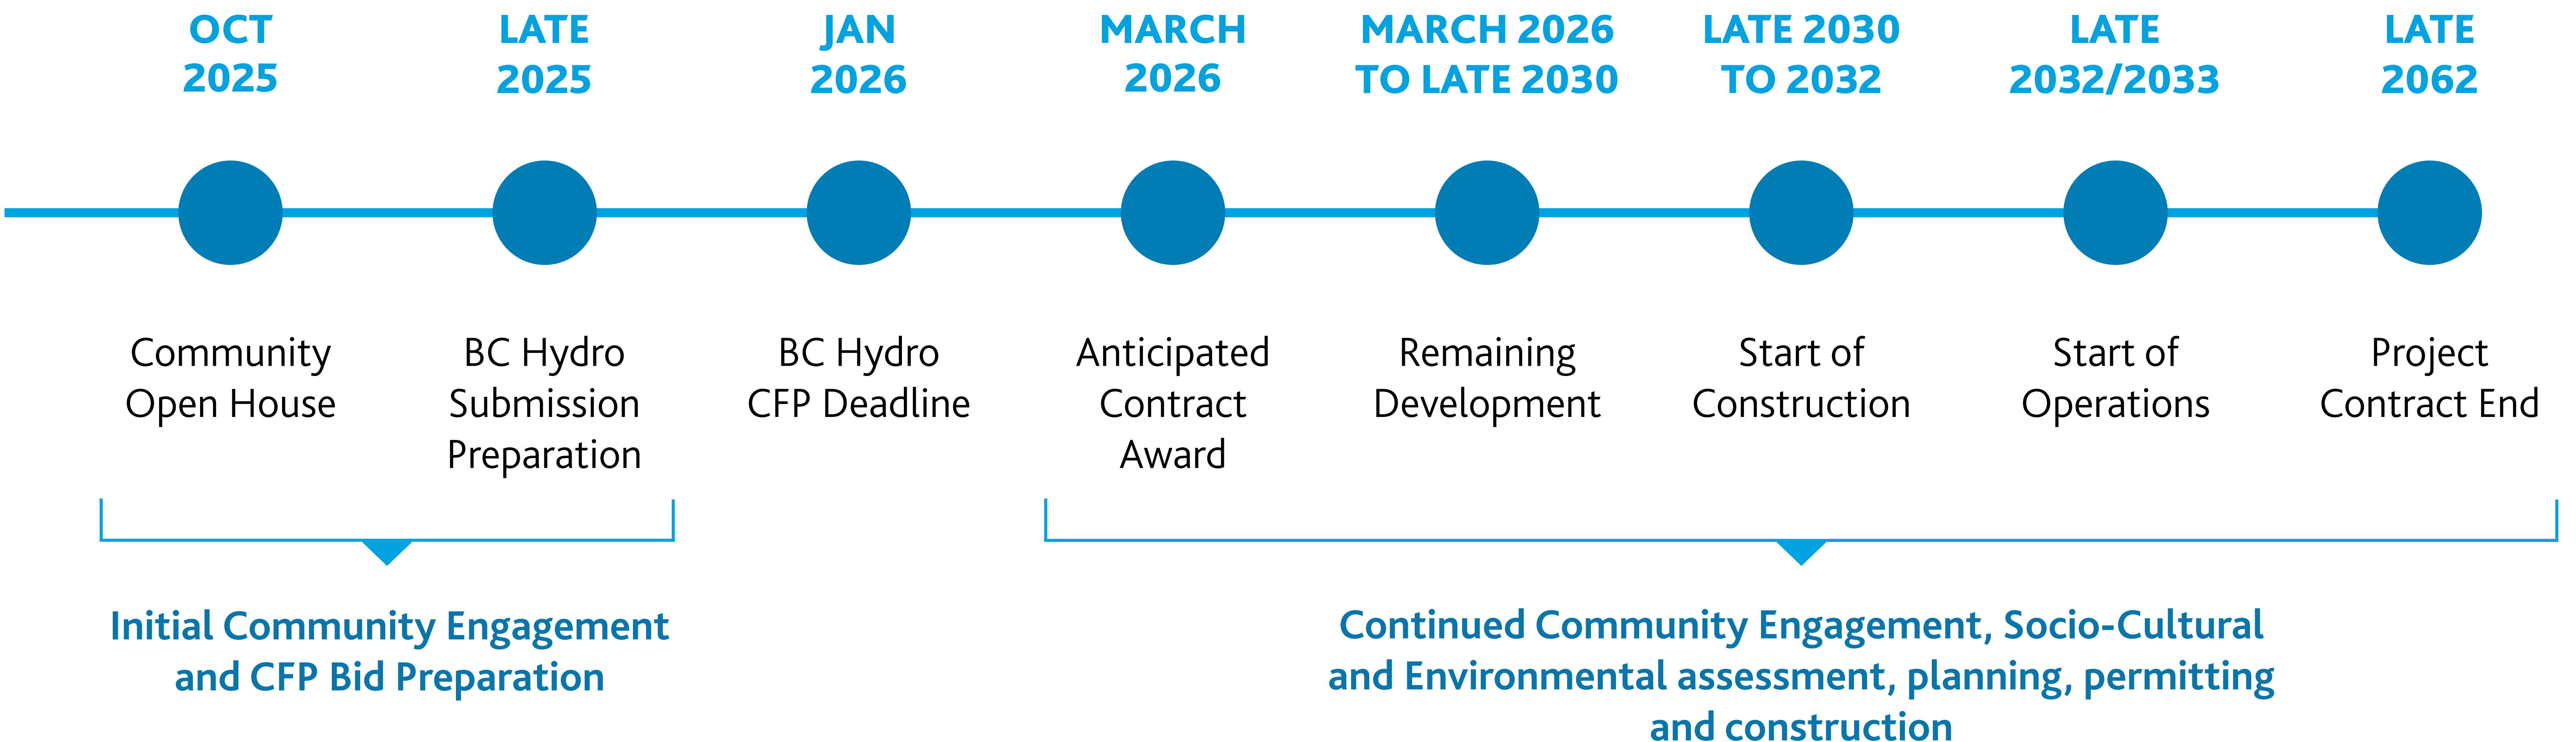 OCT
2025
LATE
2025
JAN
2026
MARCH
2026
MARCH 2026
TO LATE 2030
LATE 2030
TO 2032
LATE
2032/2033
LATE
2062
Community
Open House
BC Hydro
Submission
Preparation
BC Hydro
CFP Deadline
Anticipated
Contract
Award
Remaining
Development
Start of
Construction
Start of
Operations
Project
Contract End
Initial Community Engagement
and CFP Bid Preparation
Continued Community Engagement, Socio-Cultural
and Environmental assessment, planning, permitting
and construction